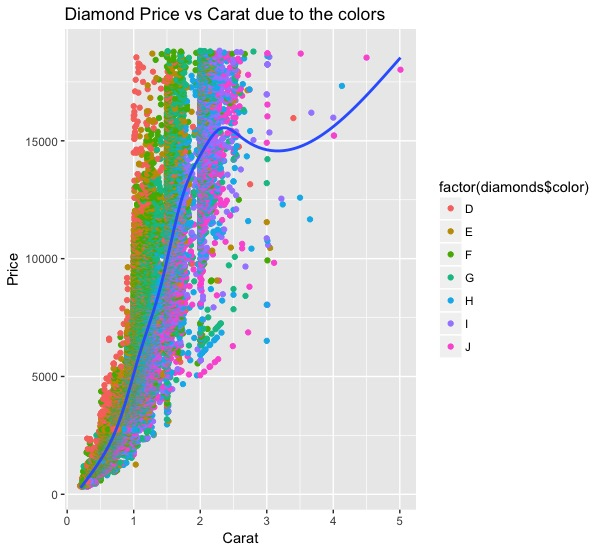 Diamond Price vs Carat due to the colors
Price
15000
10000
5000
0
0 1 2 3 4 5
Carat
factor(diamonds$color)
D
E
F
G
H
I
J